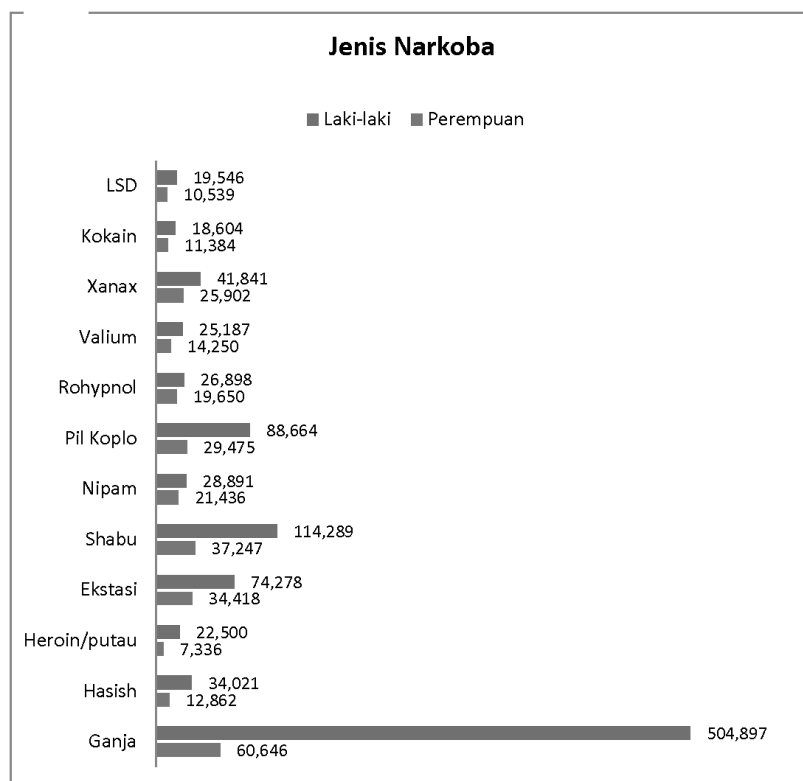 Jenis Narkoba
Laki-laki Perempuan
LSD 19,546
10,539
Kokain 18,604
11,384
Xanax 41,841
25,902
Valium 25,187
14,250
Rohypnol 26,898
19,650
Pil Koplo 88,664
29,475
Nipam 28,891
21,436
Shabu 114,289
37,247
Ekstasi 74,278
34,418
Heroin/putau 22,500
7,336
Hasish 34,021
12,862
Ganja 504,897
60,646